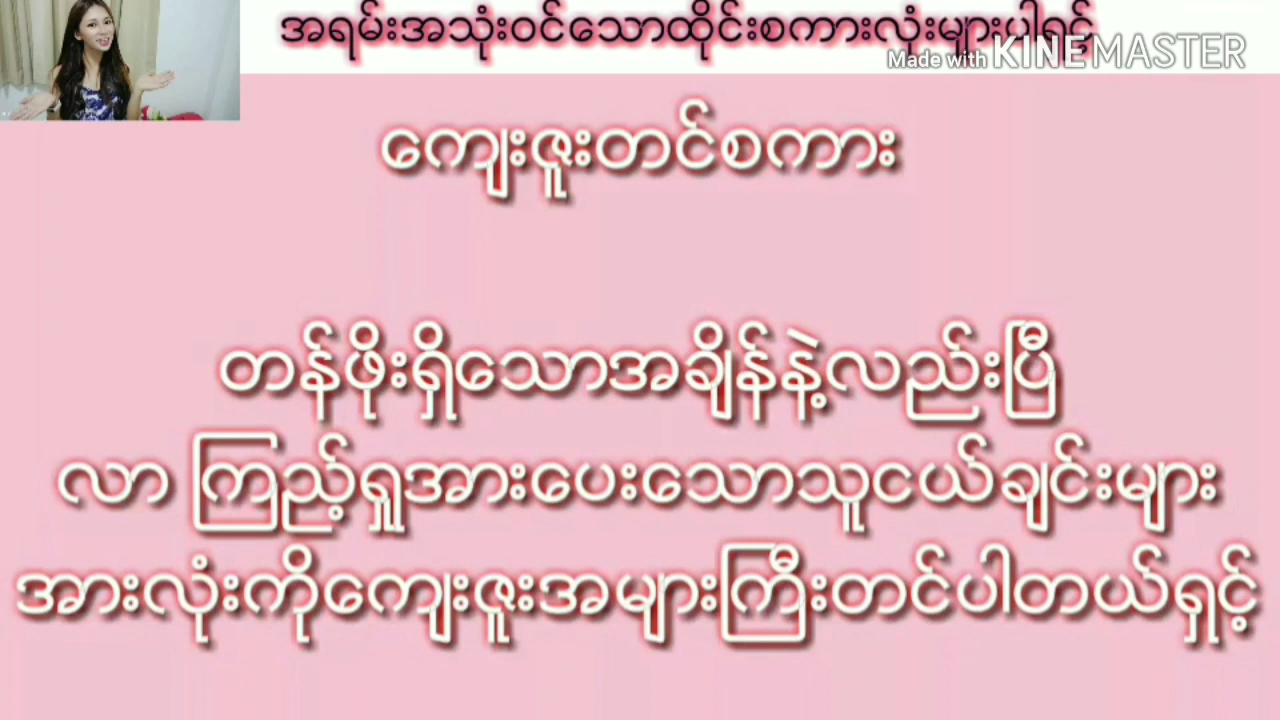 အရမ်းအသုံးဝင်သောထိုင်းစကားလုံးများပါရှင့်
Made with KINEMASTER
ကျေးဇူးတင်စကား
တန်ဖိုးရှိသောအချိန်နဲ့လည်းပြီ
လာ ကြည့်ရှုအားပေးသောသူငယ်ချင်းများ
အားလုံးကိုကျေးဇူးအများကြီးတင်ပါတယ်ရှင့်